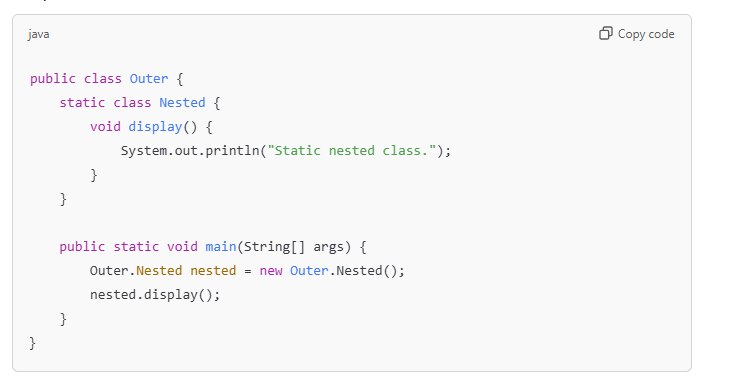 java
Copy code
public class Outer {
    static class Nested {
        void display() {
            System.out.println("Static nested class.");
        }
    }

    public static void main(String[] args) {
        Outer.Nested nested = new Outer.Nested();
        nested.display();
    }
}